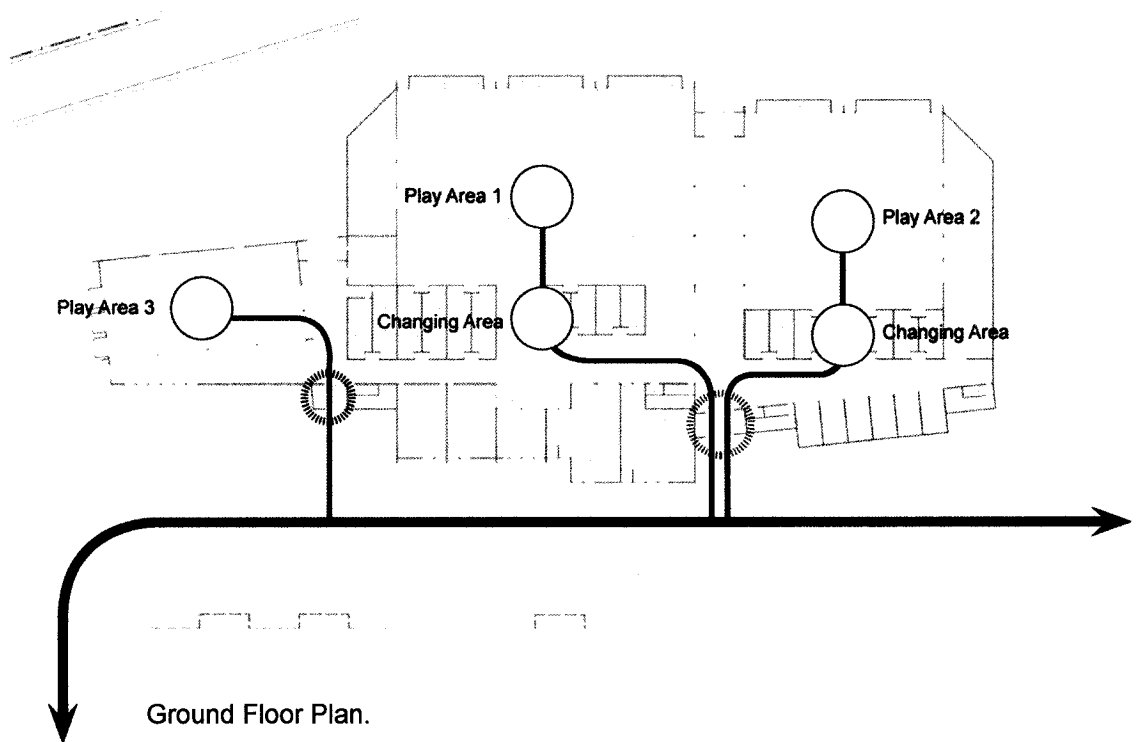 Play Area 1
Play Area 2
Play Area 3
Changing Area
Changing Area
Ground Floor Plan.